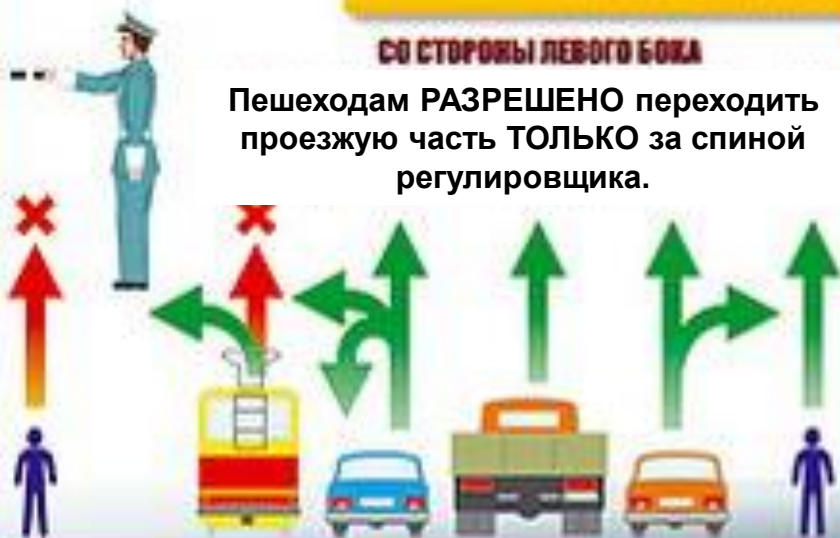 СО СТОРОНЫ ЛЕВОГО БОКА
Пешеходам РАЗРЕШЕНО переходить
проезжую часть ТОЛЬКО за спиной
регулировщика.